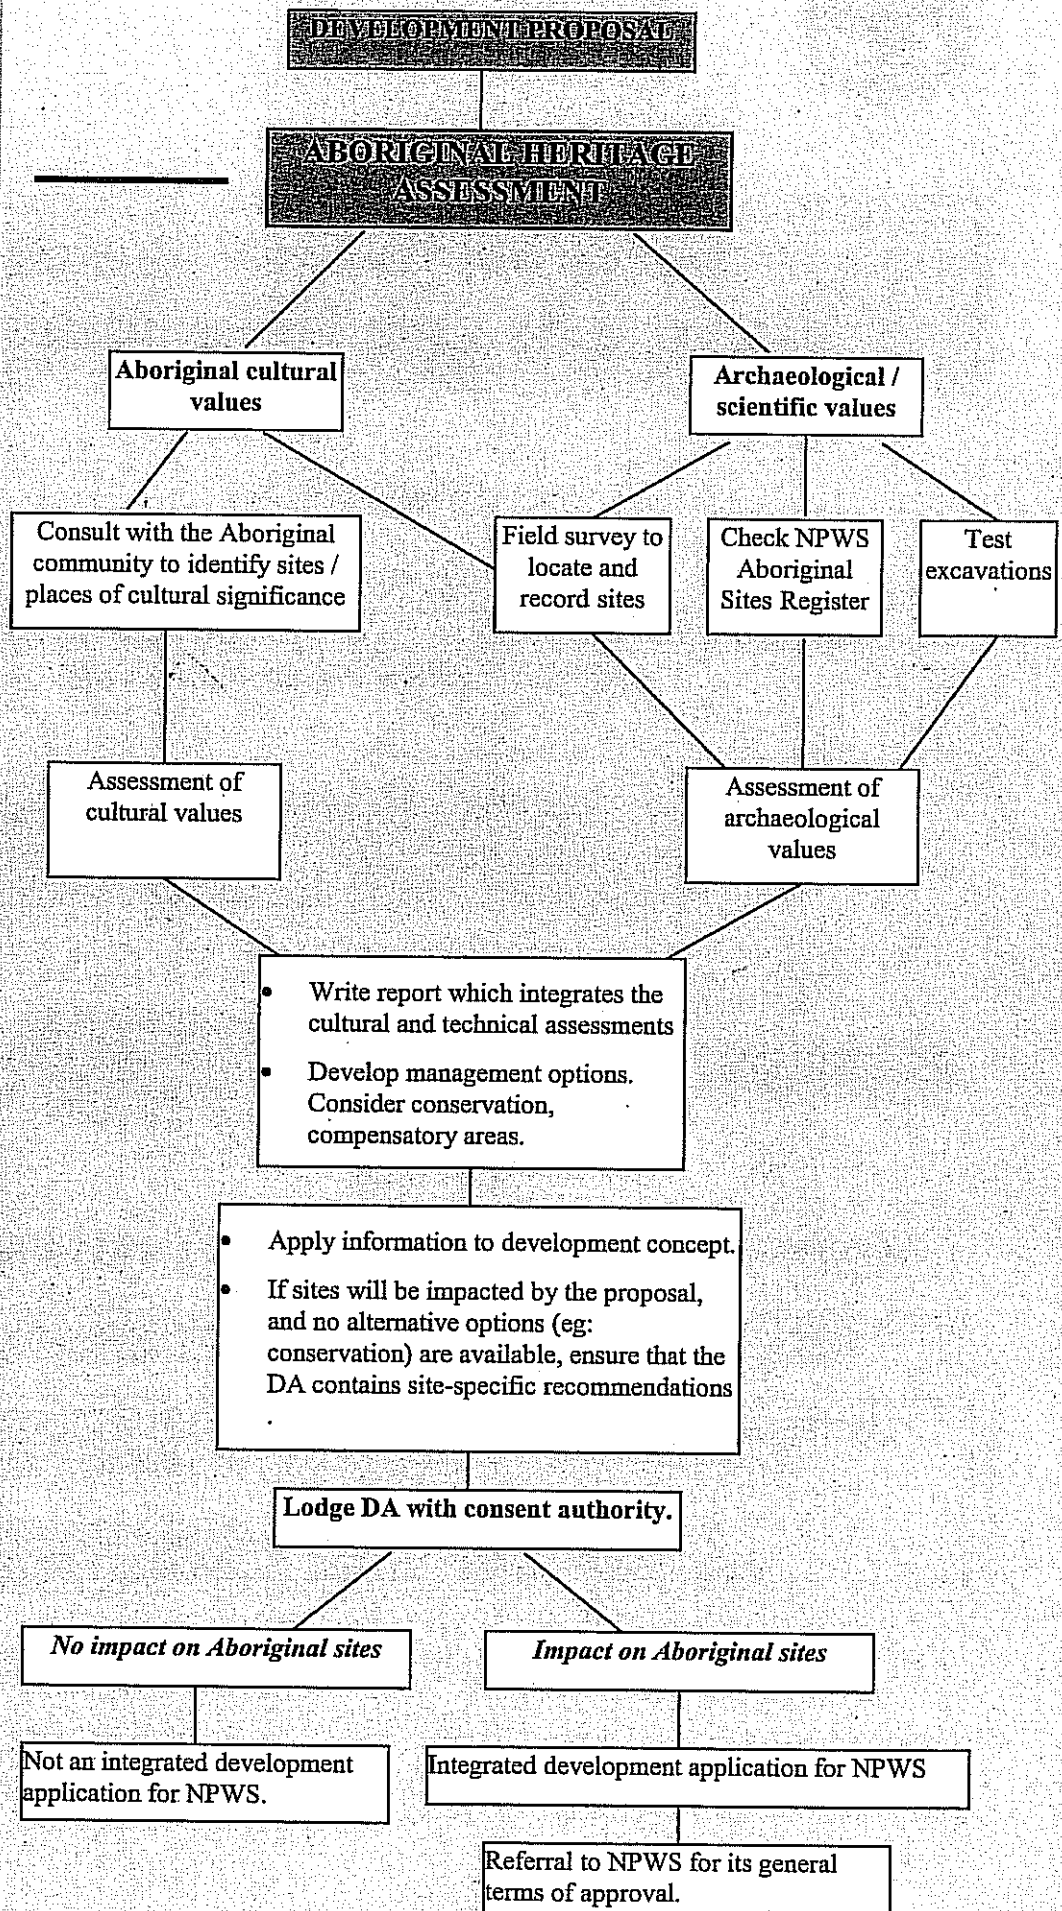 DEVELOPMENT PROPOSAL
ABORIGINAL HERITAGE
ASSESSMENT
Aboriginal cultural
values
Archaeological /
scientific values
Consult with the Aboriginal
community to identify sites /
places of cultural significance
Field survey to
locate and
record sites
Check NPWS
Aboriginal
Sites Register
Test
excavations
Assessment of
cultural values
Assessment of
archaeological
values
• Write report which integrates the
cultural and technical assessments
• Develop management options.
Consider conservation,
compensatory areas.
• Apply information to development concept.
• If sites will be impacted by the proposal,
and no alternative options (eg:
conservation) are available, ensure that the
DA contains site-specific recommendations
.
Lodge DA with consent authority.
No impact on Aboriginal sites
Impact on Aboriginal sites
Not an integrated development
application for NPWS.
Integrated development application for NPWS
Referral to NPWS for its general
terms of approval.